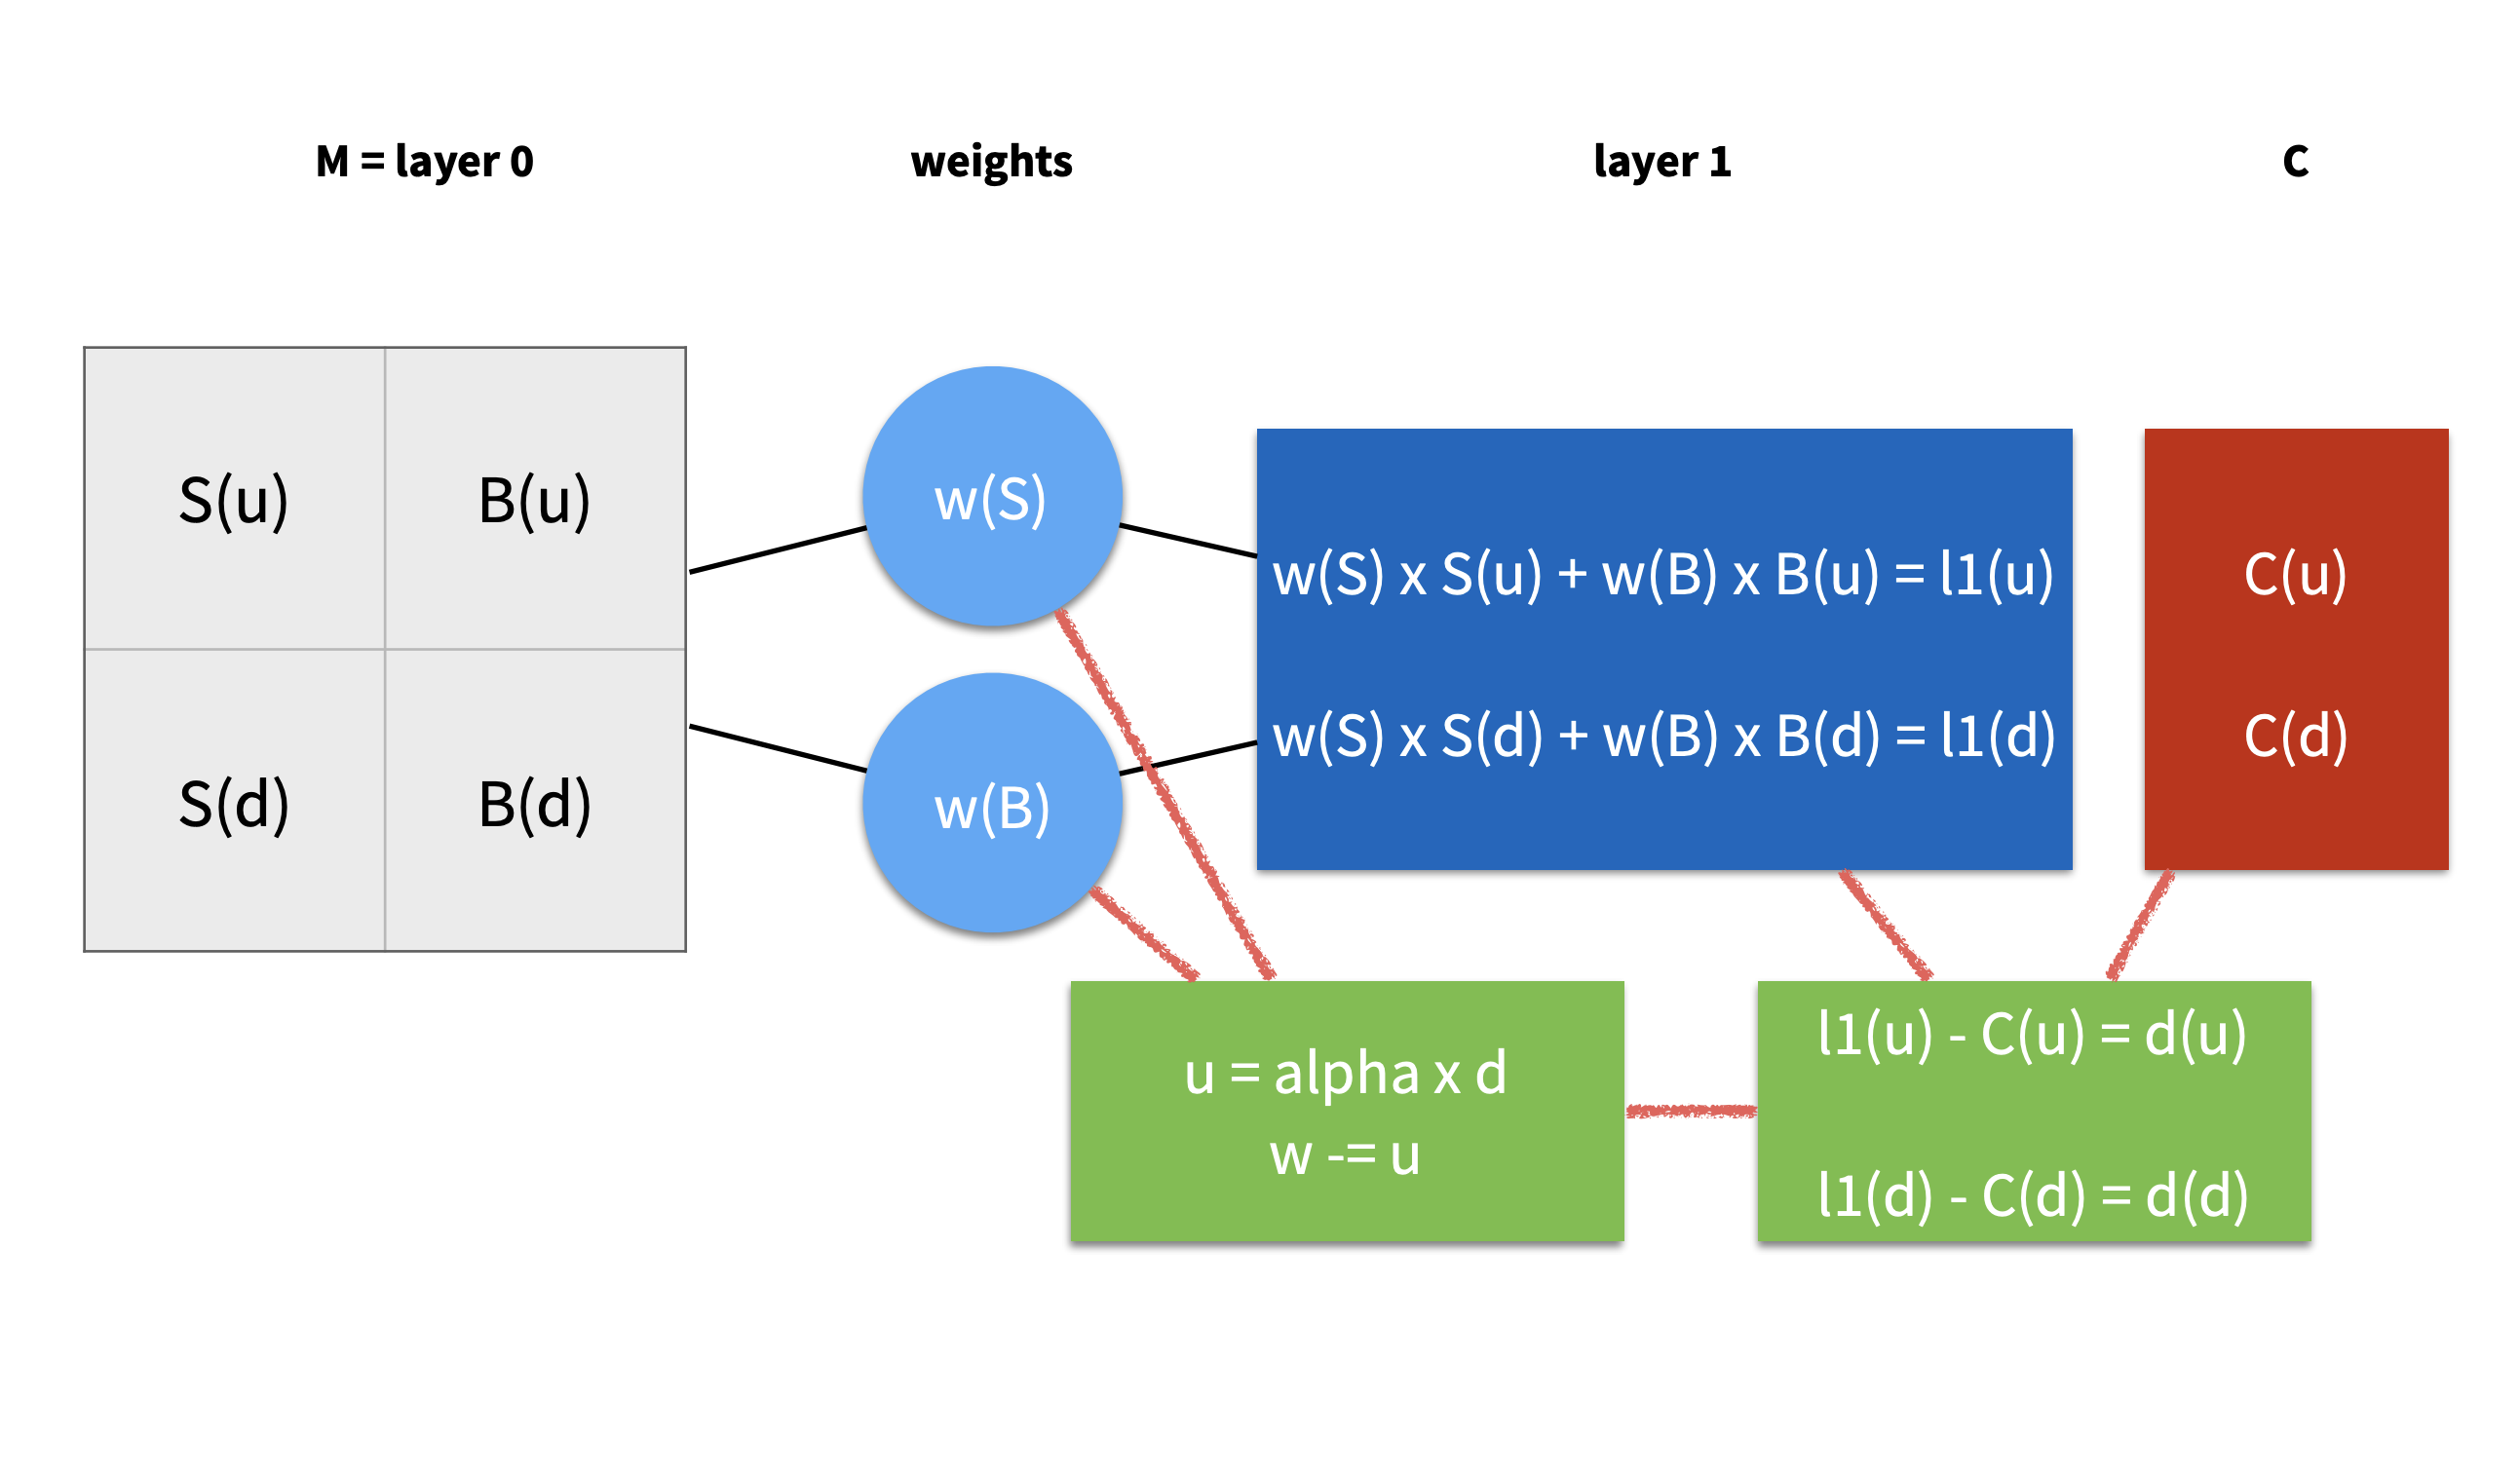 M = layer 0
weights
layer 1
C
S(u)
B(u)
S(d)
B(d)
w(S)
w(B)
w(S) x S(u) + w(B) x B(u) = l1(u)
w(S) x S(d) + w(B) x B(d) = l1(d)
C(u)
C(d)
u = alpha x d
w -= u
l1(u) - C(u) = d(u)
l1(d) - C(d) = d(d)